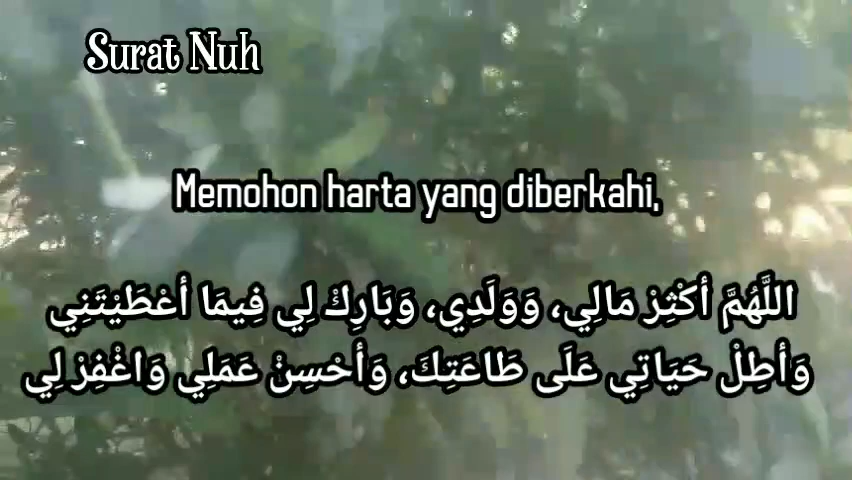 Surat Nuh
Memohon harta yang diberkahi,
اللَّهُمَّ أَكْثِرْ مَالِي، وَوَلَدِي، وَبَارِكْ لِي فِيمَا أَعْطَيْتَنِي
وَأَطِلْ حَيَاتِي عَلَى طَاعَتِكَ، وَأَحْسِنْ عَمَلِي وَاغْفِرْ لِي